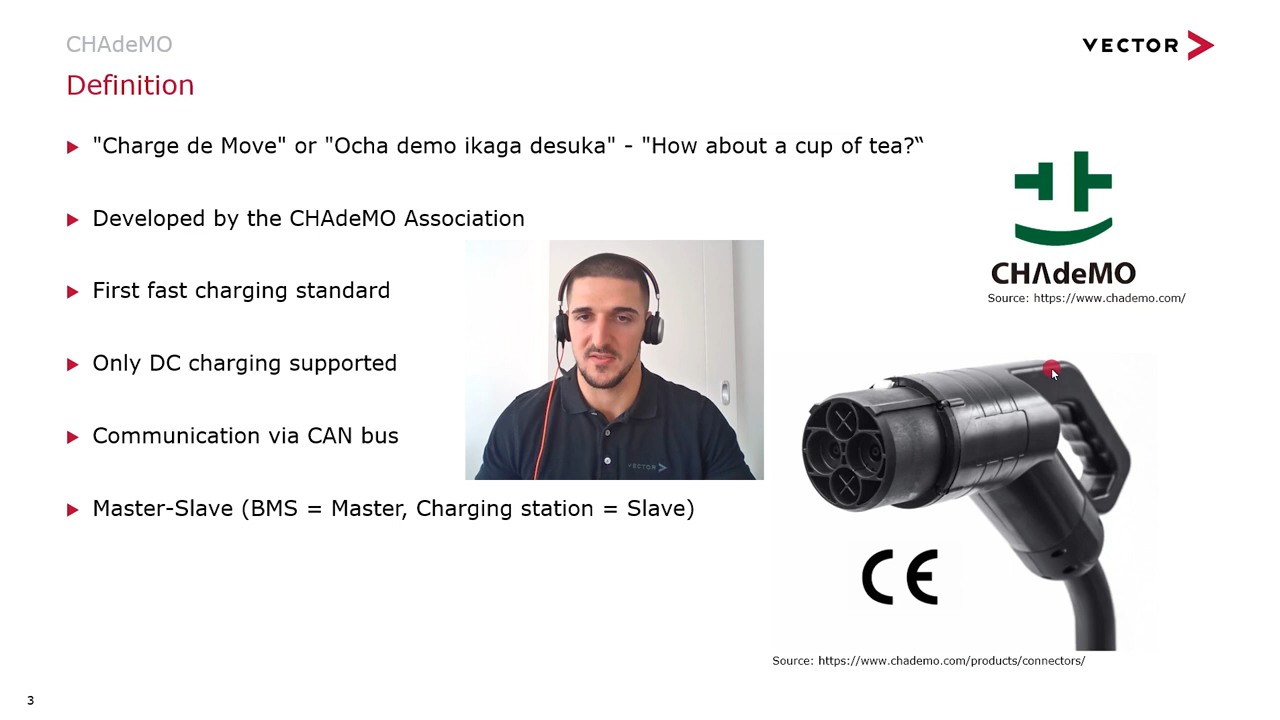 CHAdeMO
VECTOR
Definition
"Charge de Move" or "Ocha demo ikaga desuka" - "How about a cup of tea?“
Developed by the CHAdeMO Association
CHΛdeMO
Source: https://www.chademo.com/
First fast charging standard
Only DC charging supported
Communication via CAN bus
VECTOR
Master-Slave (BMS = Master, Charging station = Slave)
CE
Source: https://www.chademo.com/products/connectors/
3